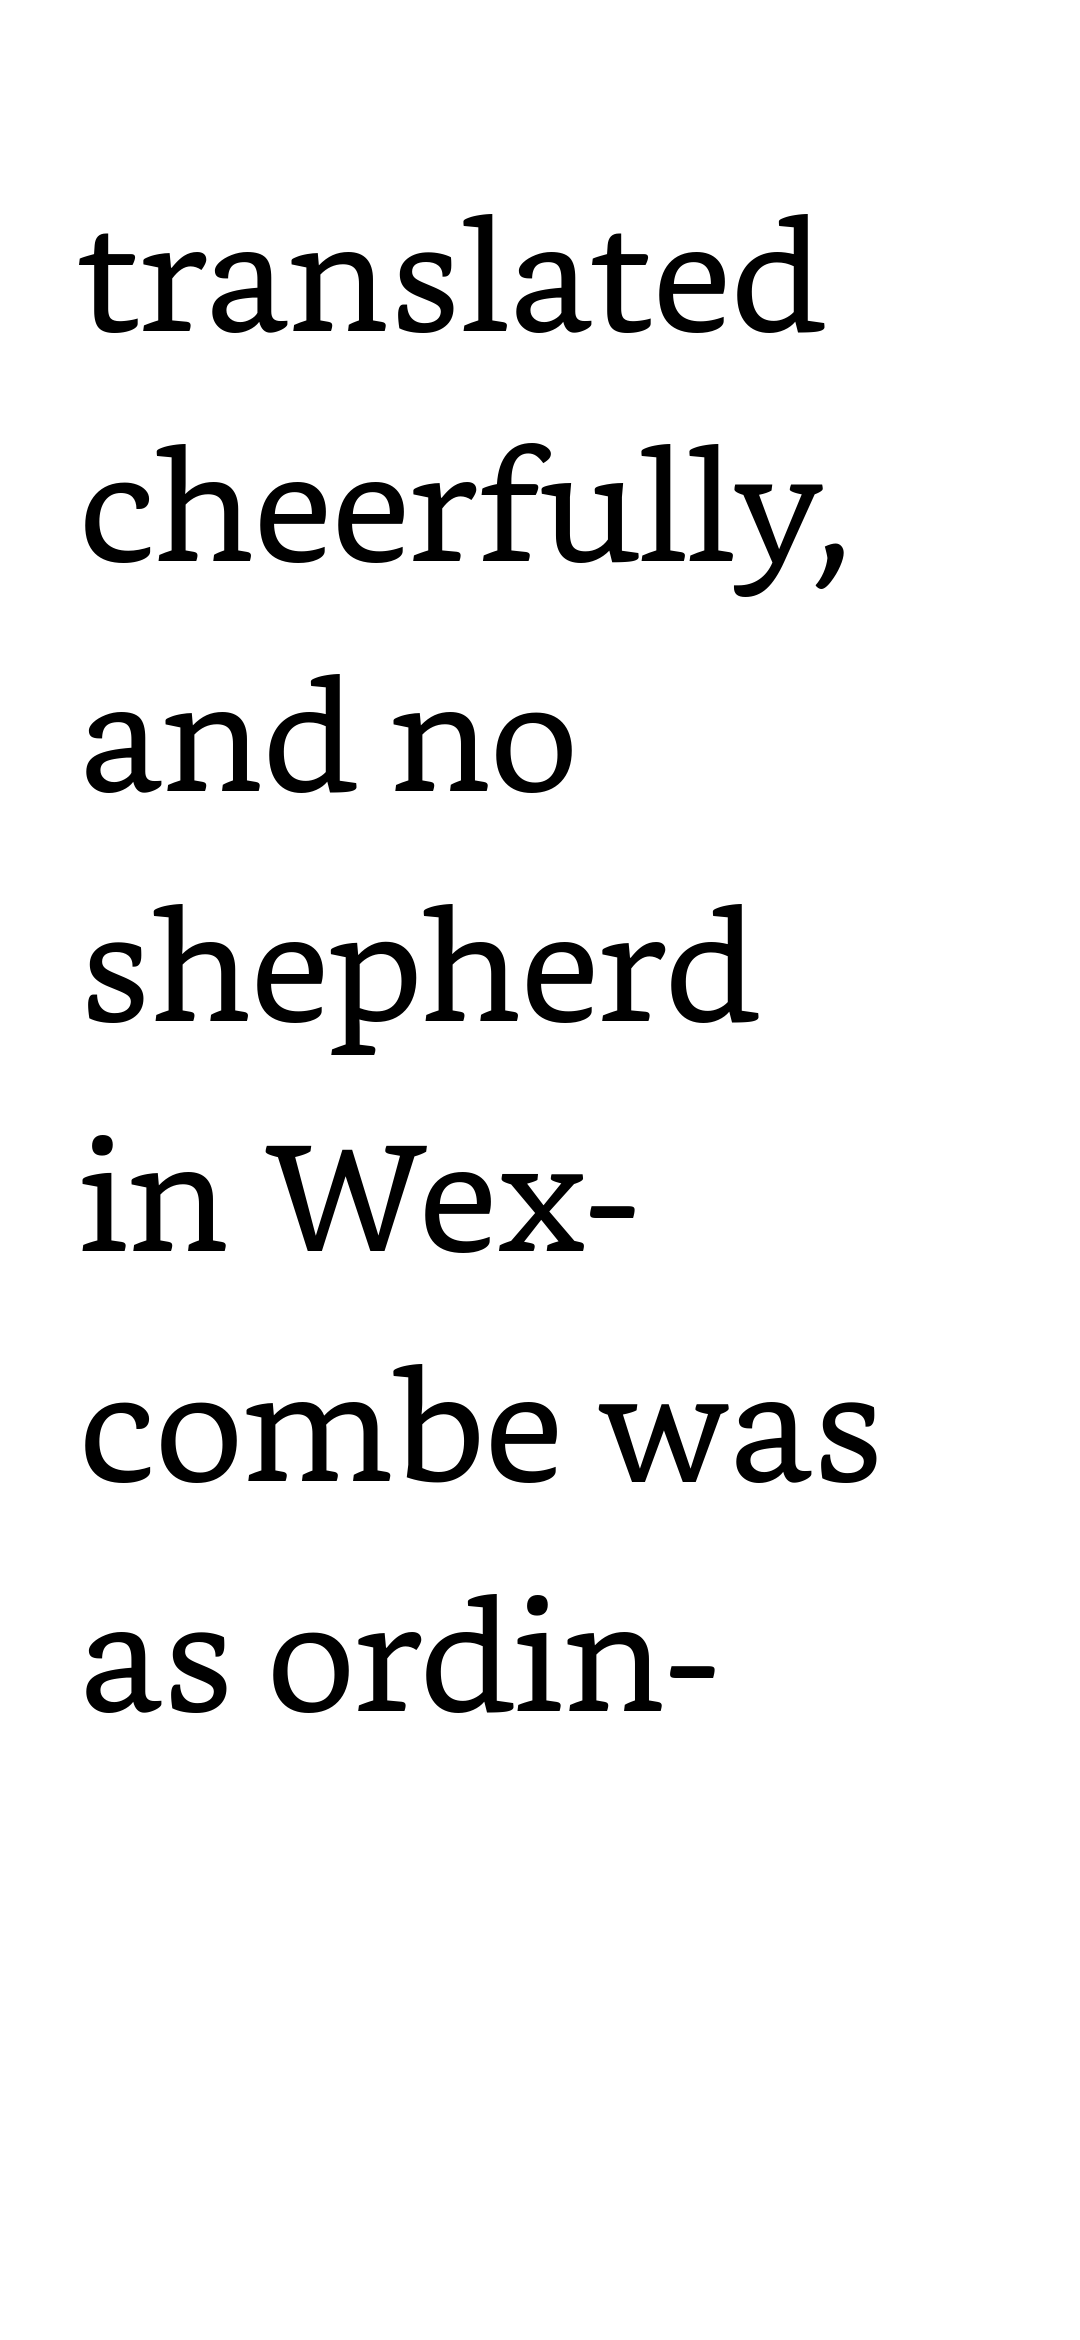 translated
cheerfully,
and no
shepherd
in Wex-
combe was
as ordin-